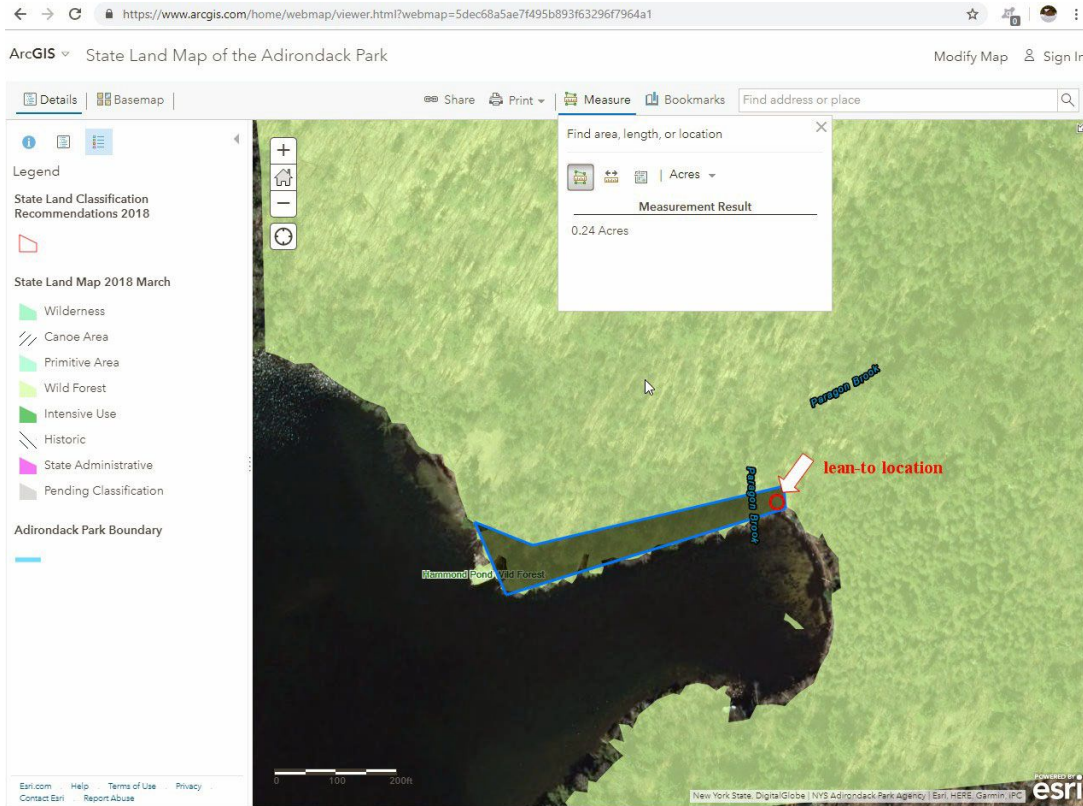 https://www.arcgis.com/home/webmap/viewer.html?webmap=5dec68a5ae7f495b893f63296f7964a1
0
ArcGIS State Land Map of the Adirondack Park
Modify Map Sign In
Details Basemap
Share Print Measure Bookmarks Find address or place
Find area, length, or location
Acres
Measurement Result
0.24 Acres
Legend
State Land Classification
Recommendations 2018
State Land Map 2018 March
Wilderness
Canoe Area
Primitive Area
Wild Forest
Intensive Use
Historic
State Administrative
Pending Classification
Adirondack Park Boundary
Paragon Brook
lean-to location
Paragon Brook
Hammond Pond Wild Forest
0 100 200ft
Esri.com Help Terms of Use Privacy
Contact Esri Report Abuse
New York State, DigitalGlobe | NYS Adirondack Park Agency | Esri, HERE, Garmin, iPC
POWERED BY
esri